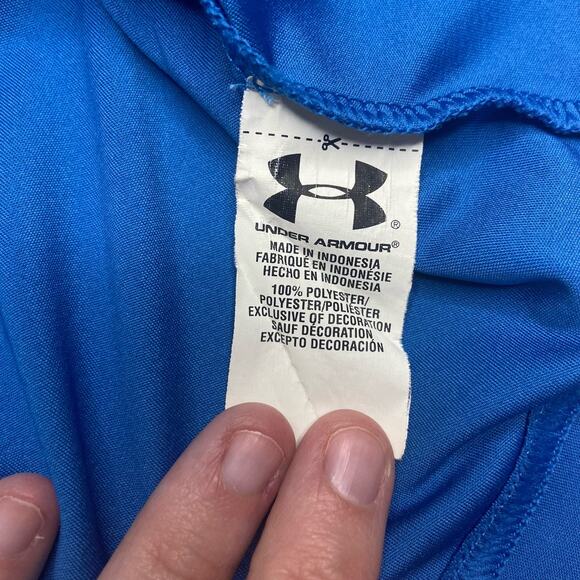 ®
UNDER ARMOUR®
MADE IN INDONESIA
FABRIQUÉ EN INDONÉSIE
HECHO EN INDONESIA
100% POLYESTER/
POLYESTER/POLIÉSTER
EXCLUSIVE OF DECORATION
SAUF DÉCORATION
EXCEPTO DECORACIÓN